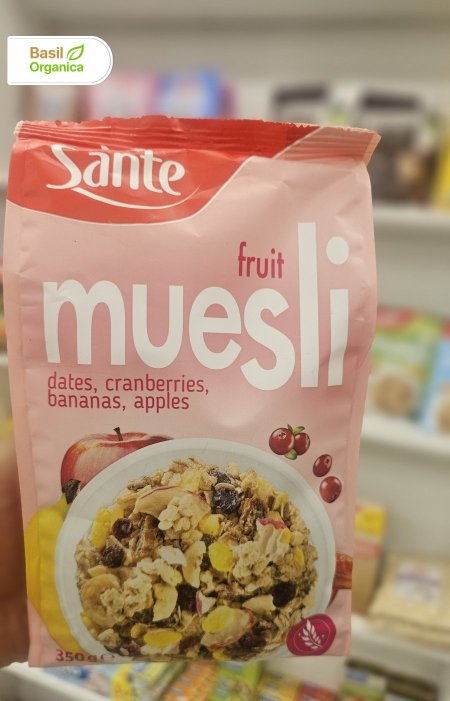 Basil
Organica
Sante
fruit
muesli
dates, cranberries,
bananas, apples
350g